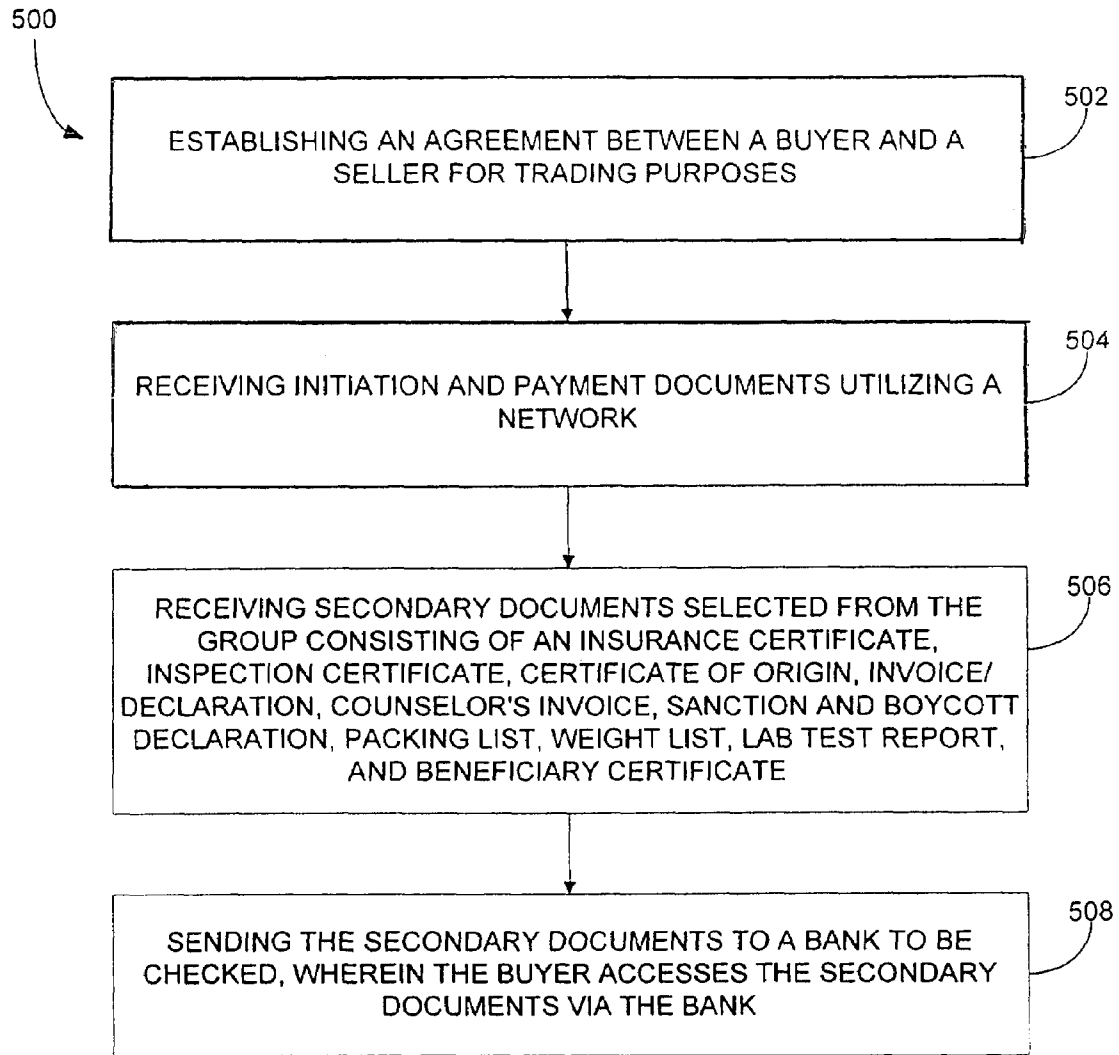 500
502
ESTABLISHING AN AGREEMENT BETWEEN A BUYER AND A
SELLER FOR TRADING PURPOSES
504
RECEIVING INITIATION AND PAYMENT DOCUMENTS UTILIZING A
NETWORK
506
RECEIVING SECONDARY DOCUMENTS SELECTED FROM THE
GROUP CONSISTING OF AN INSURANCE CERTIFICATE,
INSPECTION CERTIFICATE, CERTIFICATE OF ORIGIN, INVOICE/
DECLARATION, COUNSELOR'S INVOICE, SANCTION AND BOYCOTT
DECLARATION, PACKING LIST, WEIGHT LIST, LAB TEST REPORT,
AND BENEFICIARY CERTIFICATE
508
SENDING THE SECONDARY DOCUMENTS TO A BANK TO BE
CHECKED, WHEREIN THE BUYER ACCESSES THE SECONDARY
DOCUMENTS VIA THE BANK